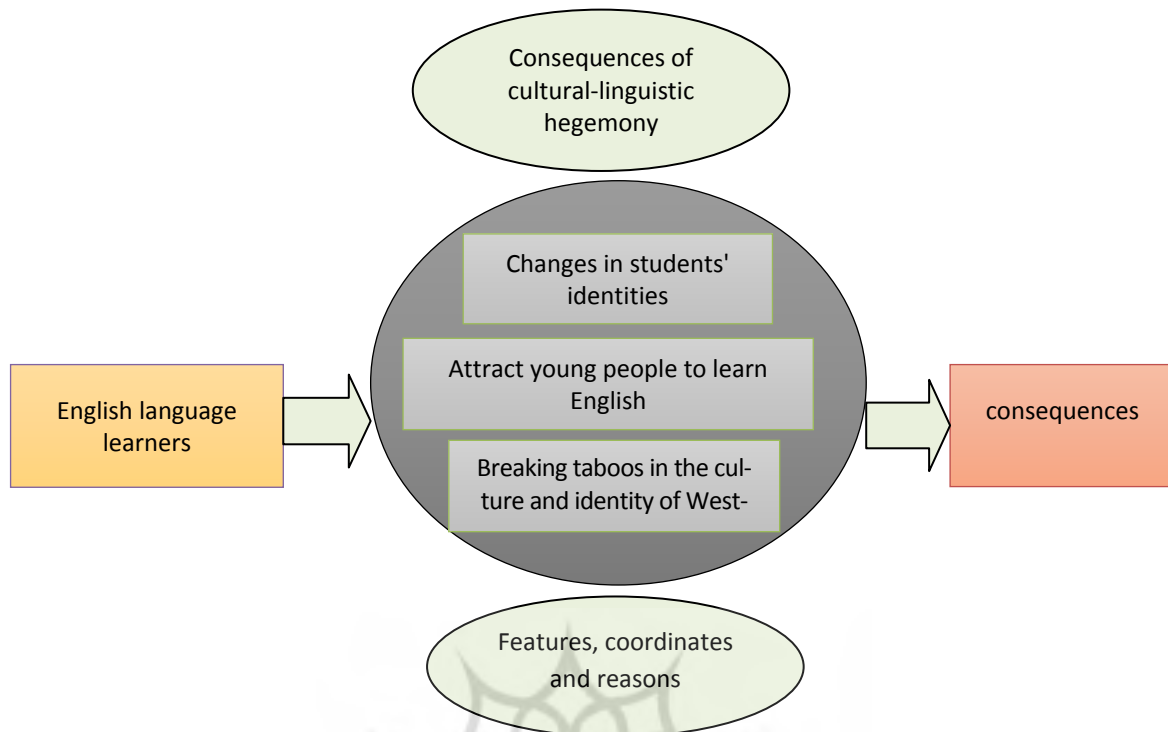 Consequences of
cultural-linguistic
hegemony
Changes in students'
identities
Attract young people to learn
English
Breaking taboos in the cul-
ture and identity of West-
English language
learners
consequences
Features, coordinates
and reasons